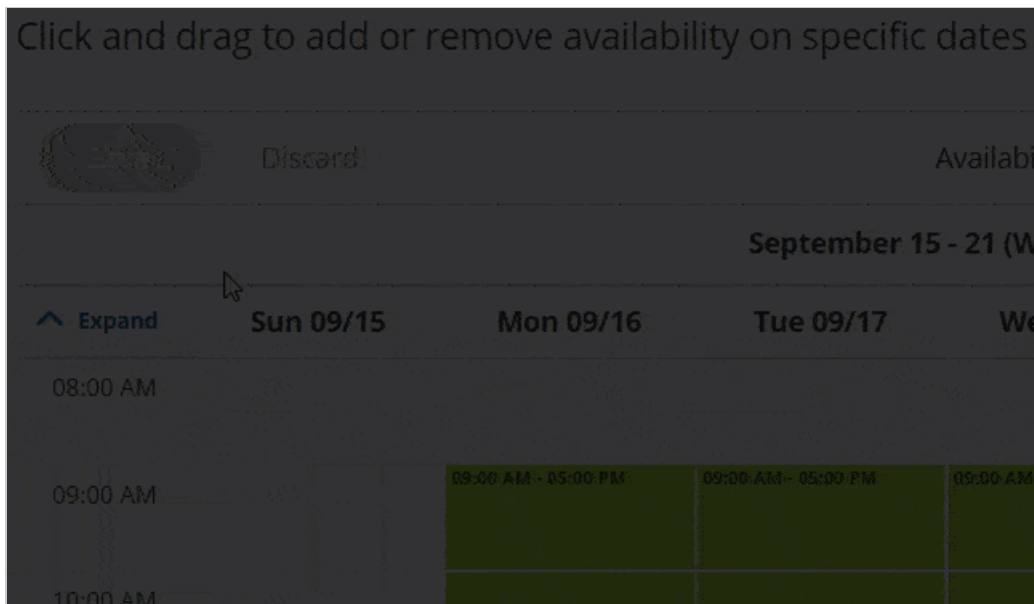 Click and drag to add or remove availability on specific dates
Discard
Availabi
September 15 - 21 (W
Expand Sun 09/15 Mon 09/16 Tue 09/17 We
08:00 AM
09:00 AM - 05:00 PM 09:00 AM - 05:00 PM 09:00 AM
09:00 AM
10:00 AM